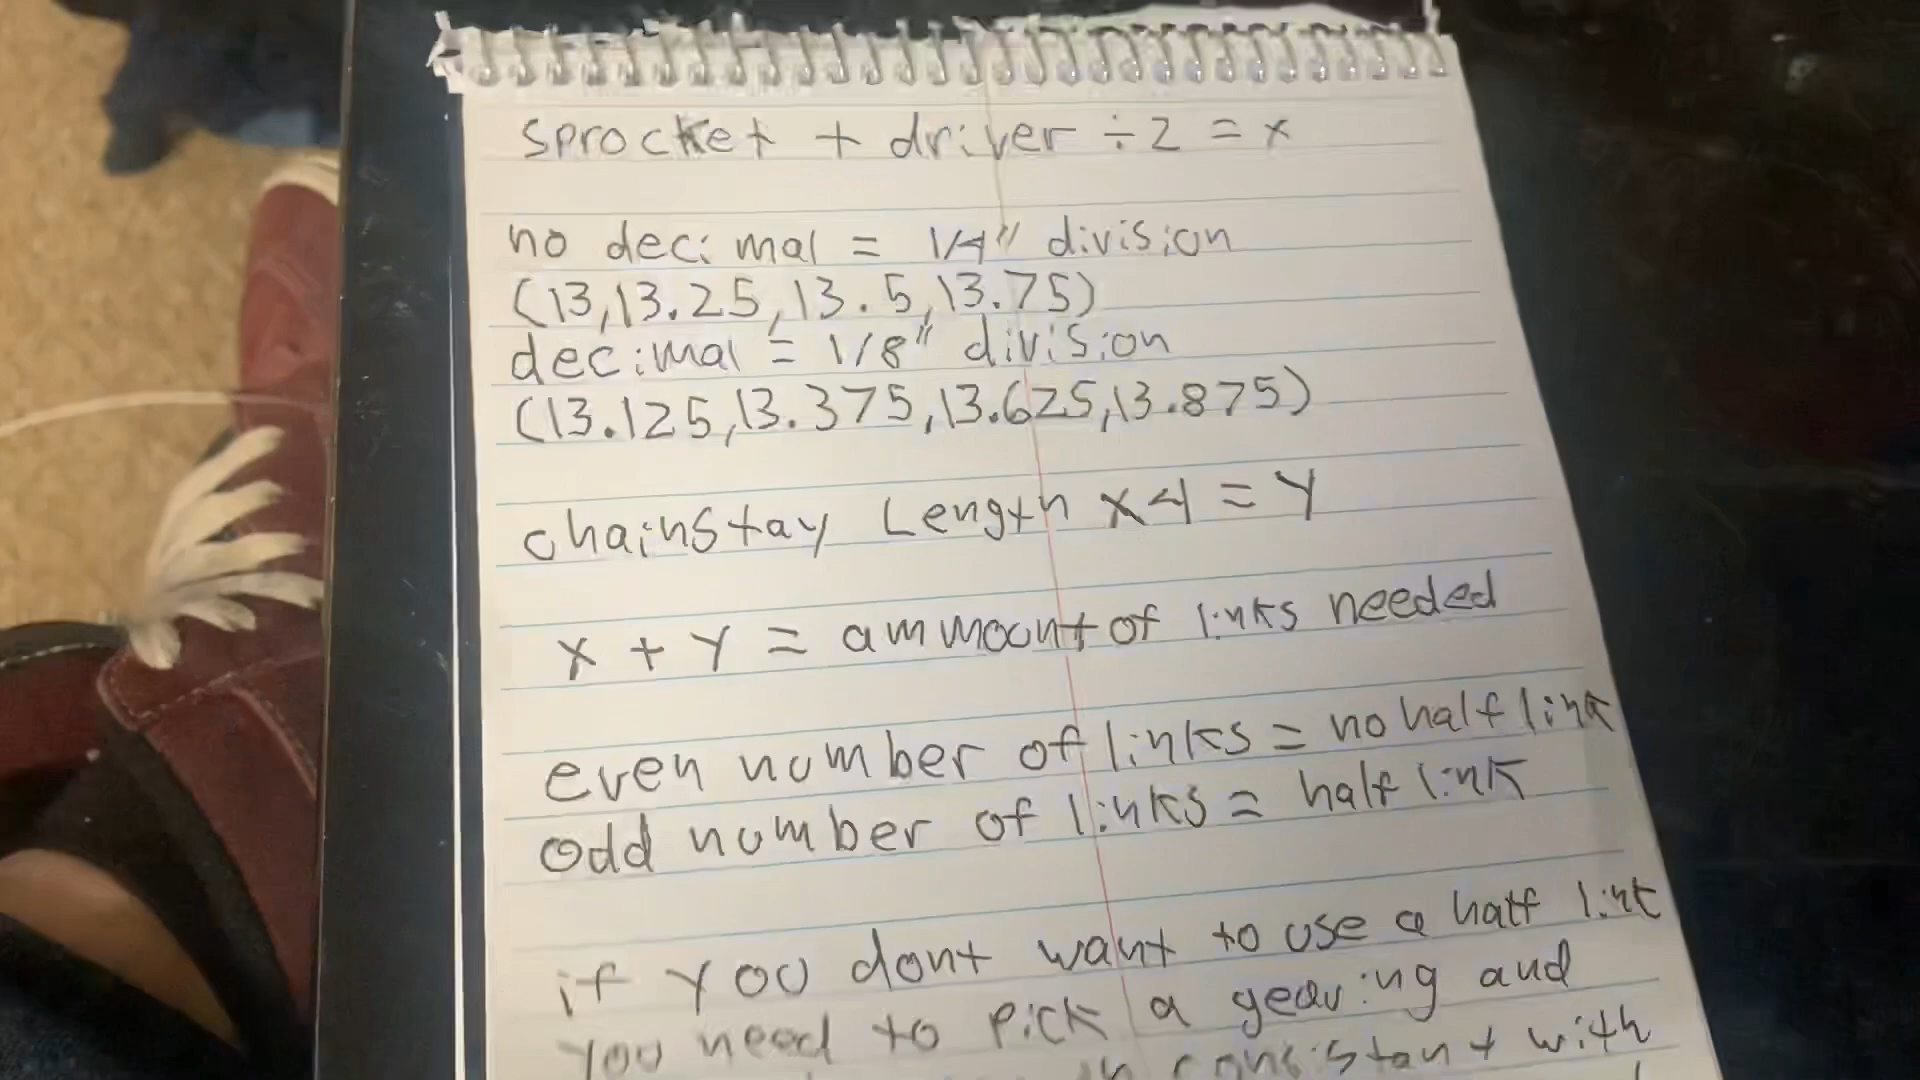 sprocket + driver ÷ 2 = x
no decimal = 1/4" division
(13,13.25,13.5,13.75)
decimal = 1/8" division
(13.125,13.375,13.625,13.875)
chainstay Length x4 = Y
x + y = ammount of links needed
even number of links = no half link
odd number of links = half link
if you dont want to use a half link
you need to pick a gearing and
consistant with